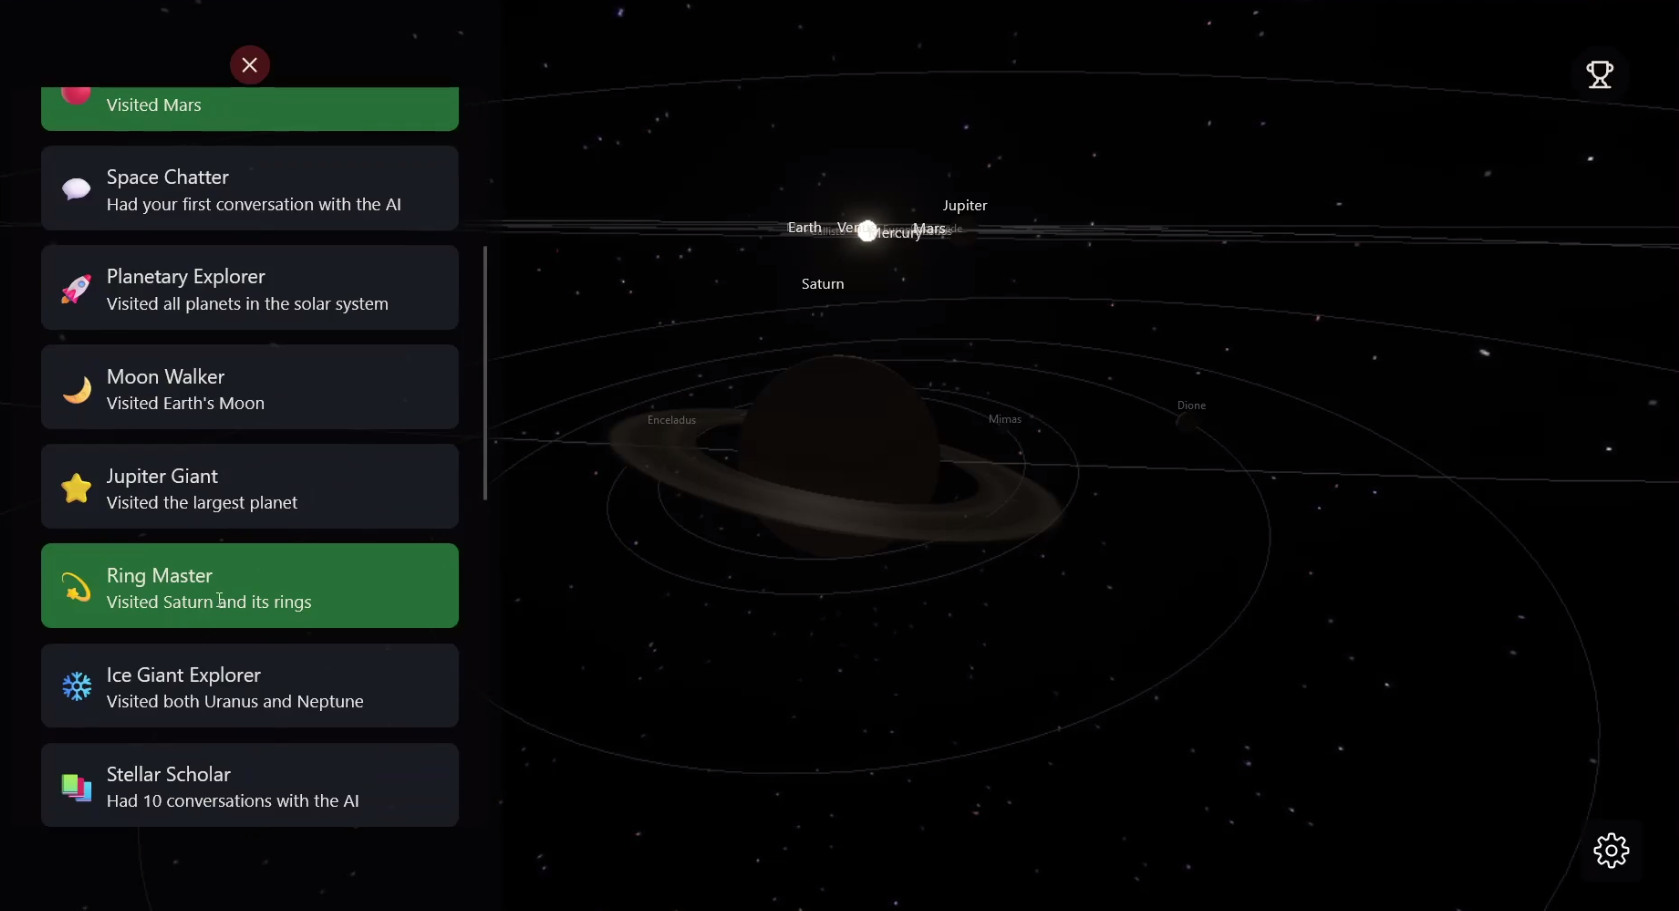 Visited Mars
Space Chatter
Had your first conversation with the AI
Planetary Explorer
Visited all planets in the solar system
Moon Walker
Visited Earth's Moon
Jupiter Giant
Visited the largest planet
Ring Master
Visited Saturn and its rings
Ice Giant Explorer
Visited both Uranus and Neptune
Stellar Scholar
Had 10 conversations with the AI
Jupiter
Earth
Mars
Mercury
Saturn
Enceladus
Mimas
Dione